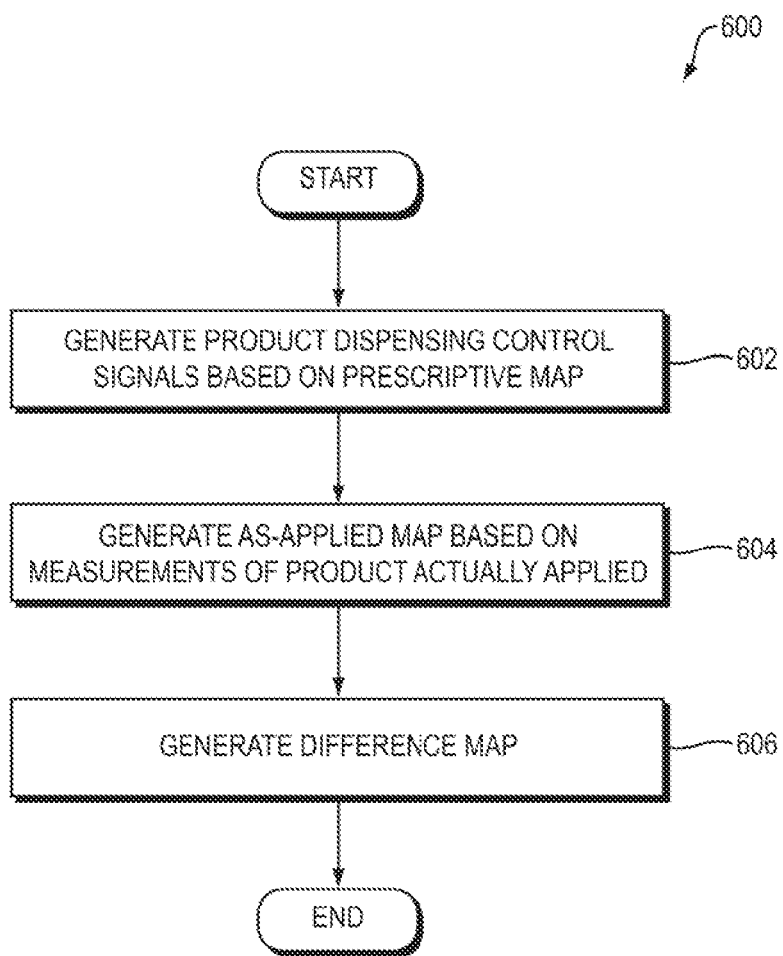 600
START
GENERATE PRODUCT DISPENSING CONTROL
SIGNALS BASED ON PRESCRIPTIVE MAP
602
GENERATE AS-APPLIED MAP BASED ON
MEASUREMENTS OF PRODUCT ACTUALLY APPLIED
604
GENERATE DIFFERENCE MAP
606
END